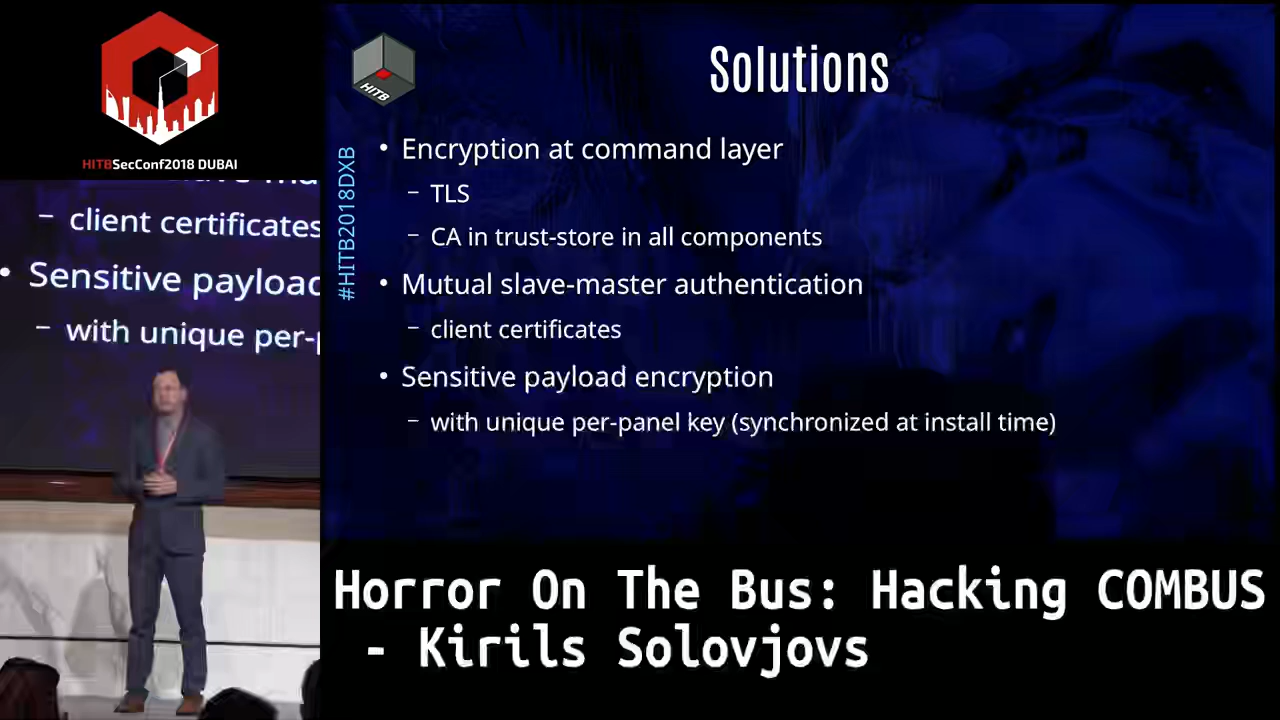 HITBSecConf2018 DUBAI
client certificates
Sensitive
with unique
HITB
#HITB2018DXB
Solutions
• Encryption at command layer
– TLS
– CA in trust-store in all components
• Mutual slave-master authentication
– client certificates
• Sensitive payload encryption
– with unique per-panel key (synchronized at install time)
Horror On The Bus: Hacking COMBUS
- Kirils Solovjovs